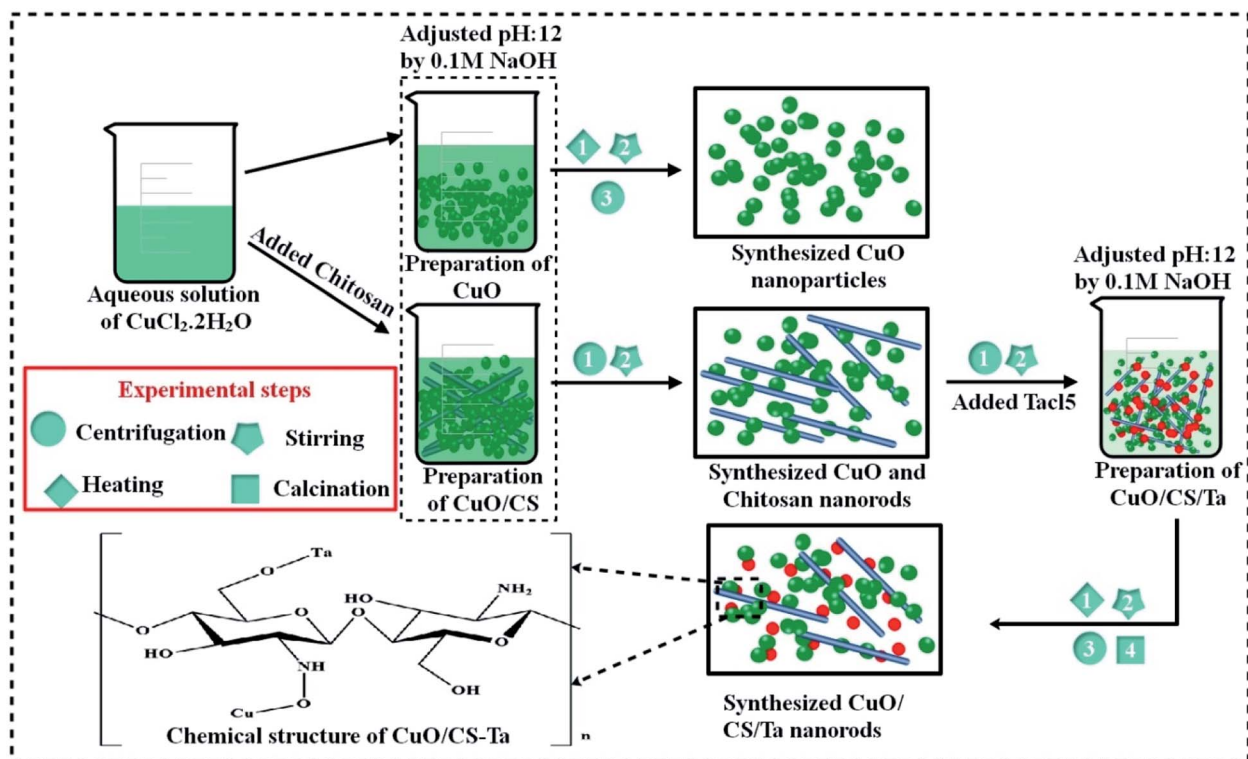 Adjusted pH:12
by 0.1M NaOH
Aqueous solution
of CuCl₂.2H₂O
Added Chitosan
Preparation of
CuO
1 2
3
Synthesized CuO
nanoparticles
Preparation
of CuO/CS
1 2
Synthesized CuO and
Chitosan nanorods
1 2
Added Tacl5
Adjusted pH:12
by 0.1M NaOH
Preparation of
CuO/CS/Ta
Experimental steps
Centrifugation
Stirring
Heating
Calcination
1 2
3 4
Synthesized CuO/
CS/Ta nanorods
Ta
O
O
HO
O
NH
O
Cu
HO
O
NH₂
O
OH
n
Chemical structure of CuO/CS-Ta